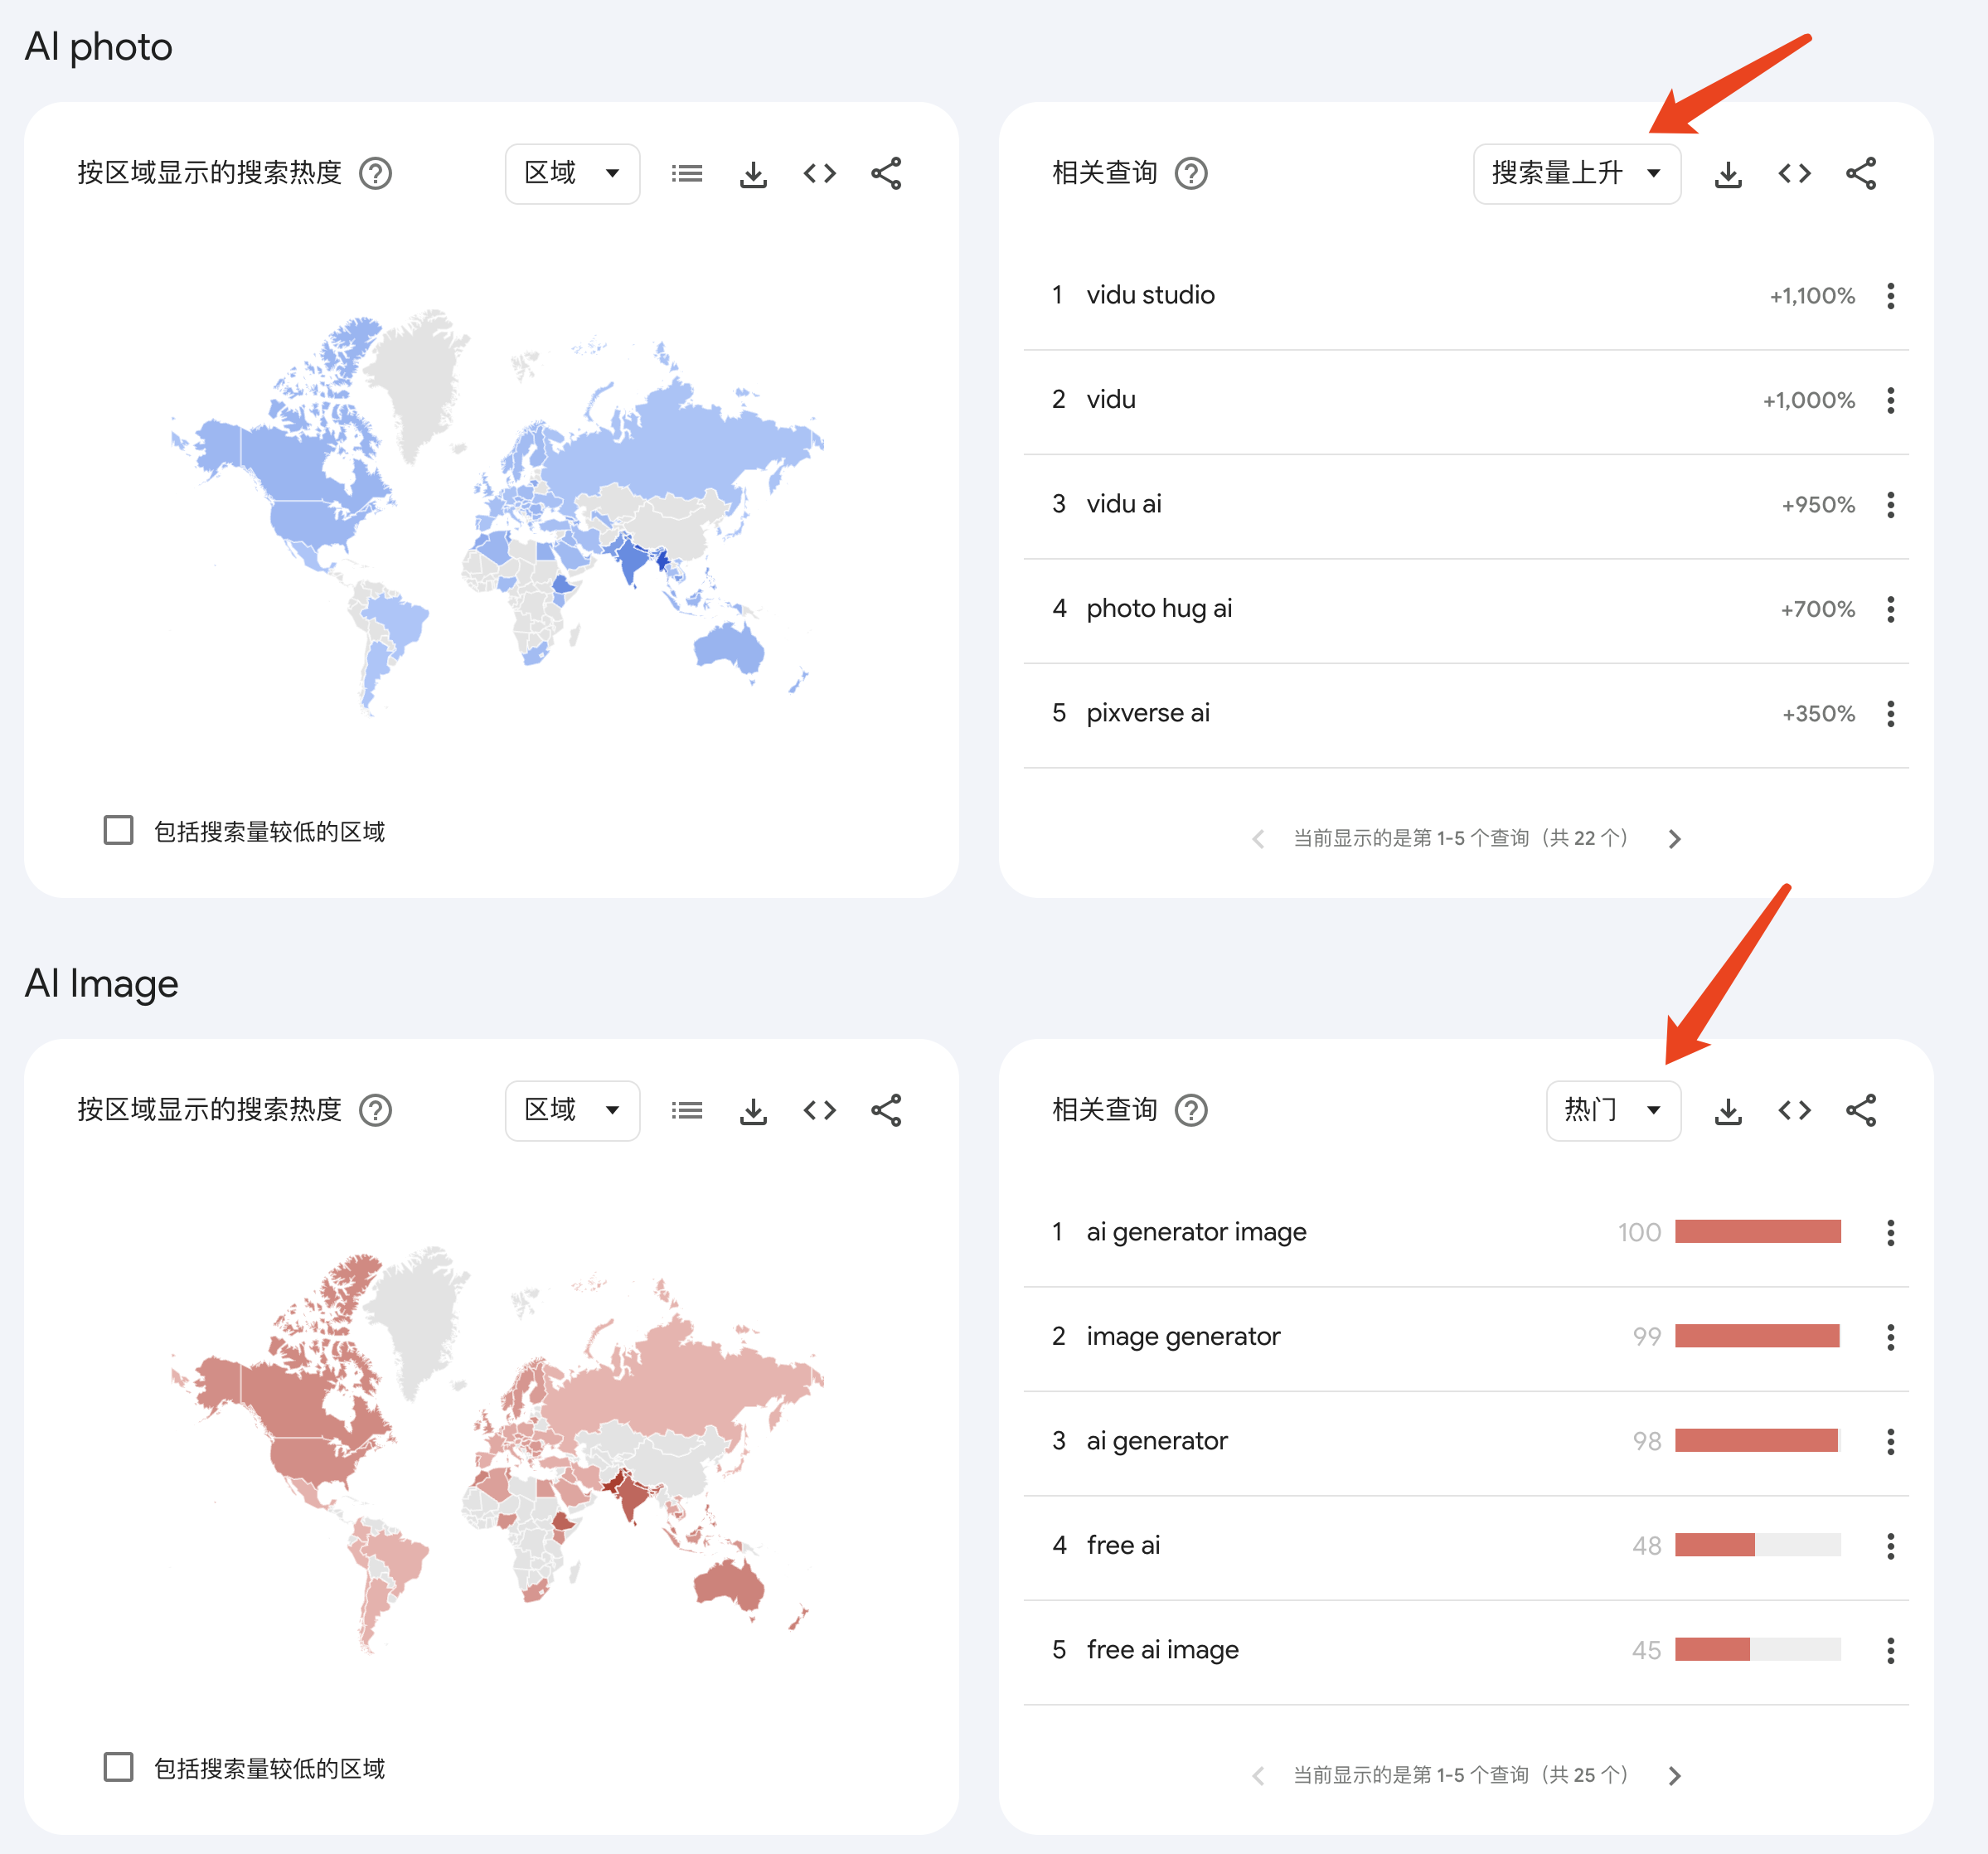 AI photo
按区域显示的搜索热度 ?
区域
相关查询 ?
搜索量上升
1 vidu studio +1,100%
2 vidu +1,000%
3 vidu ai +950%
4 photo hug ai +700%
5 pixverse ai +350%
包括搜索量较低的区域
当前显示的是第 1-5 个查询（共 22 个）
AI Image
按区域显示的搜索热度 ?
区域
相关查询 ?
热门
1 ai generator image 100
2 image generator 99
3 ai generator 98
4 free ai 48
5 free ai image 45
包括搜索量较低的区域
当前显示的是第 1-5 个查询（共 25 个）